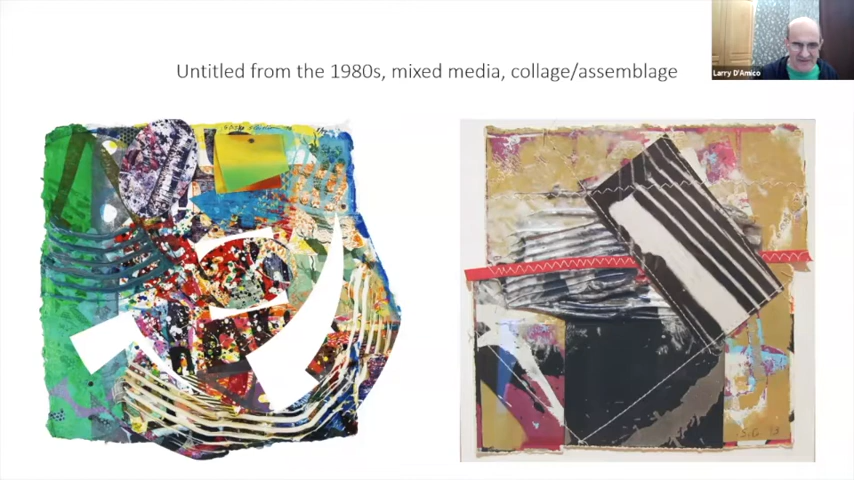 Untitled from the 1980s, mixed media, collage/assemblage
Larry D'Amico